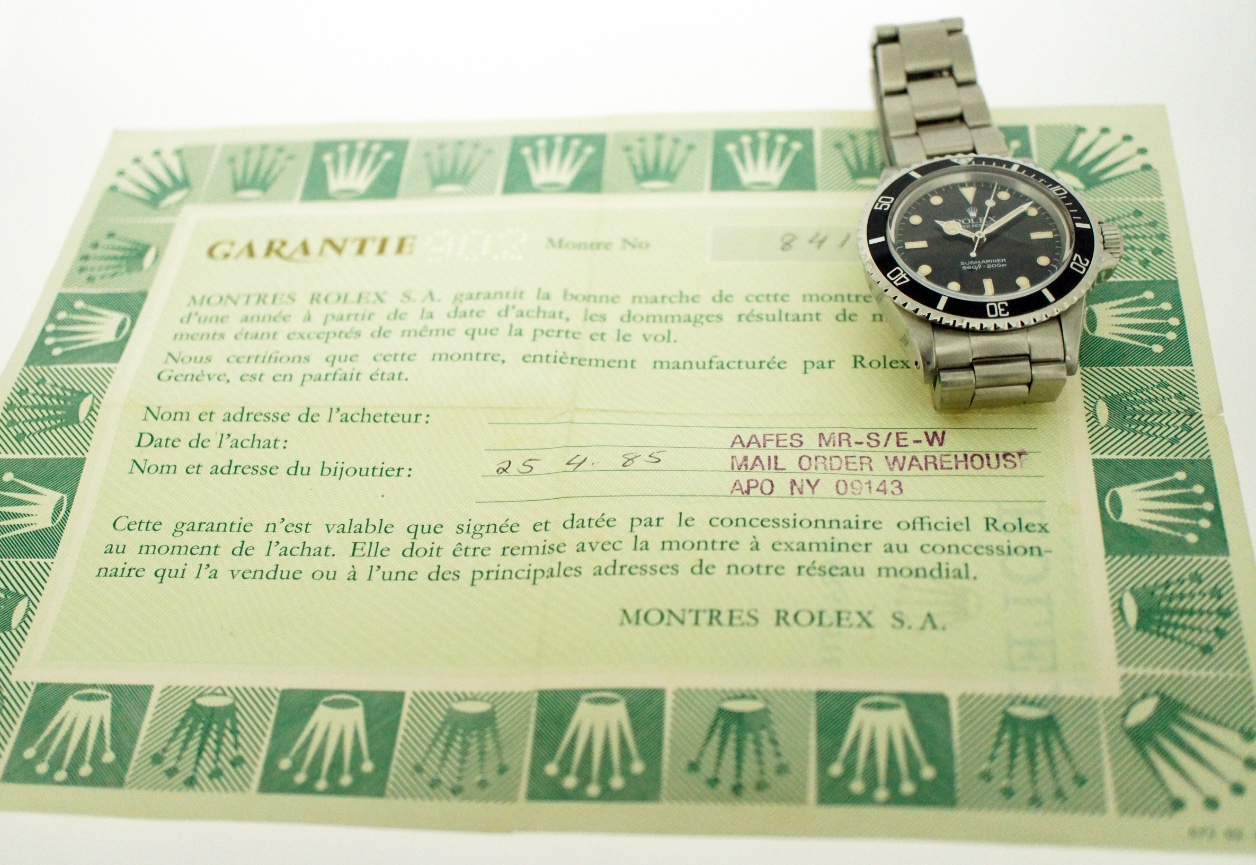 GARANTIE Montre No 841
MONTRES ROLEX S.A. garantit la bonne marche de cette montre
d'une année à partir de la date d'achat, les dommages résultant de
ments étant exceptés de même que la perte et le vol.
Nous certifions que cette montre, entièrement manufacturée par Rolex
Genève, est en parfait état.
Nom et adresse de l'acheteur:
Date de l'achat:
Nom et adresse du bijoutier:
25 4. 85
AAFES MR-S/E-W
MAIL ORDER WAREHOUSE
APO NY 09143
Cette garantie n'est valable que signée et datée par le concessionnaire officiel Rolex
au moment de l'achat. Elle doit être remise avec la montre à examiner au concession-
naire qui l'a vendue ou à l'une des principales adresses de notre réseau mondial.
MONTRES ROLEX S.A.
ROLEX
SUBMARINER
660ft-200m
10
20
30
40
50